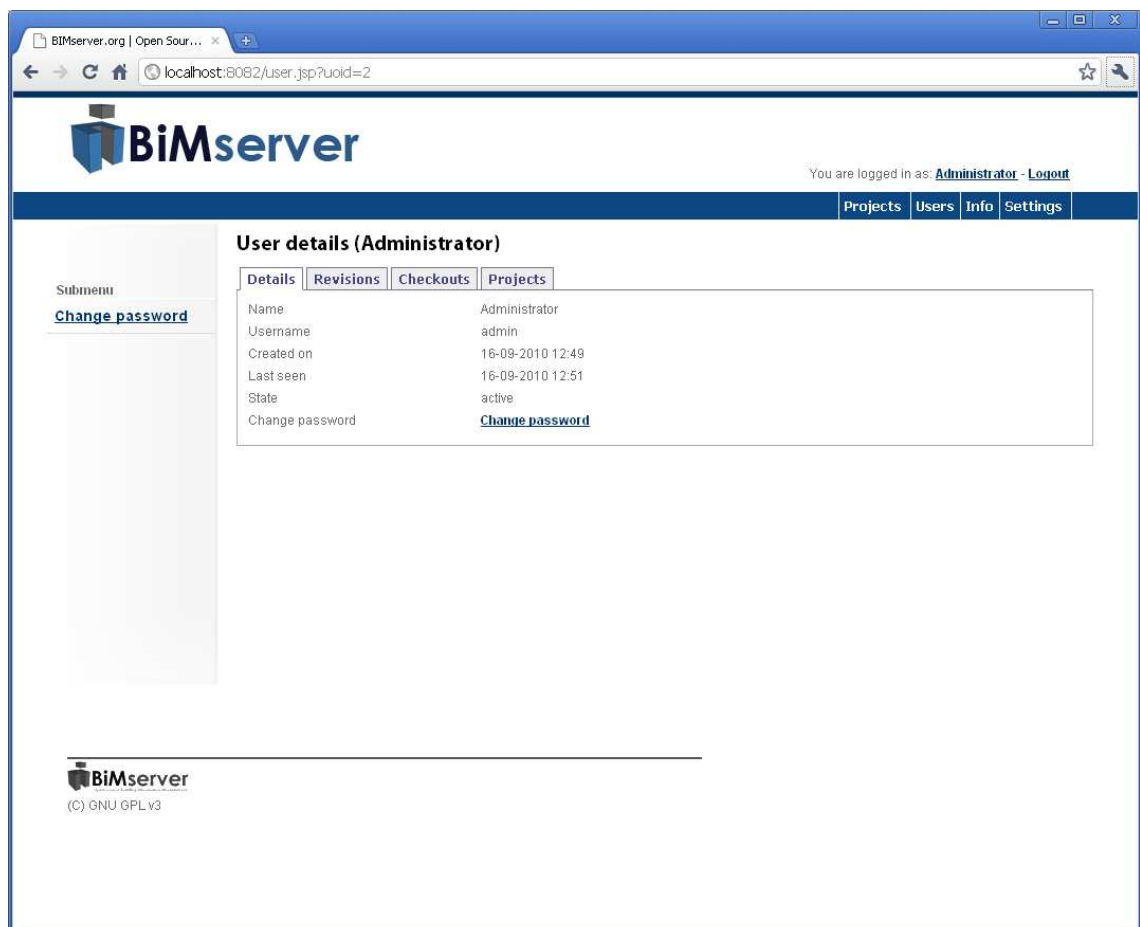 BIMserver.org | Open Sour...
localhost:8082/user.jsp?uoid=2
BiMserver
You are logged in as: Administrator - Logout
Projects Users Info Settings
User details (Administrator)
Submenu
Change password
Details Revisions Checkouts Projects
Name Administrator
Username admin
Created on 16-09-2010 12:49
Last seen 16-09-2010 12:51
State active
Change password Change password
BiMserver
(C) GNU GPL v3